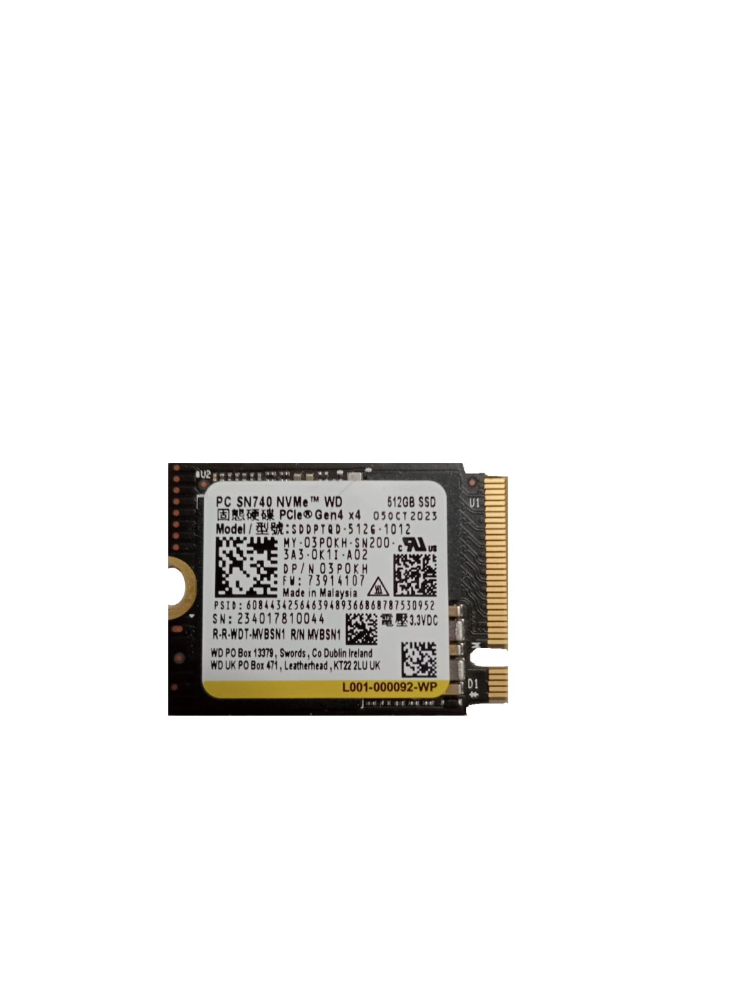 U2
PC SN740 NVMe™ WD 512GB SSD
固態硬碟 PCIe® Gen4 x4 05OCT2023
Model / 型號:SDDPTQD-512G-1012
MY-03P0KH-SN200-
3A3-0K1I-A02
DP/N 03P0KH
FW: 73914107
Made in Malaysia
c RU US
PSID: 60844342564639489366868787530952
SN: 234017810044
電壓 3.3VDC
R-R-WDT-MVBSN1 R/N MVBSN1
WD PO Box 13379, Swords, Co Dublin Ireland
WD UK PO Box 471, Leatherhead, KT22 2LU UK
L001-000092-WP
U1
M
D1